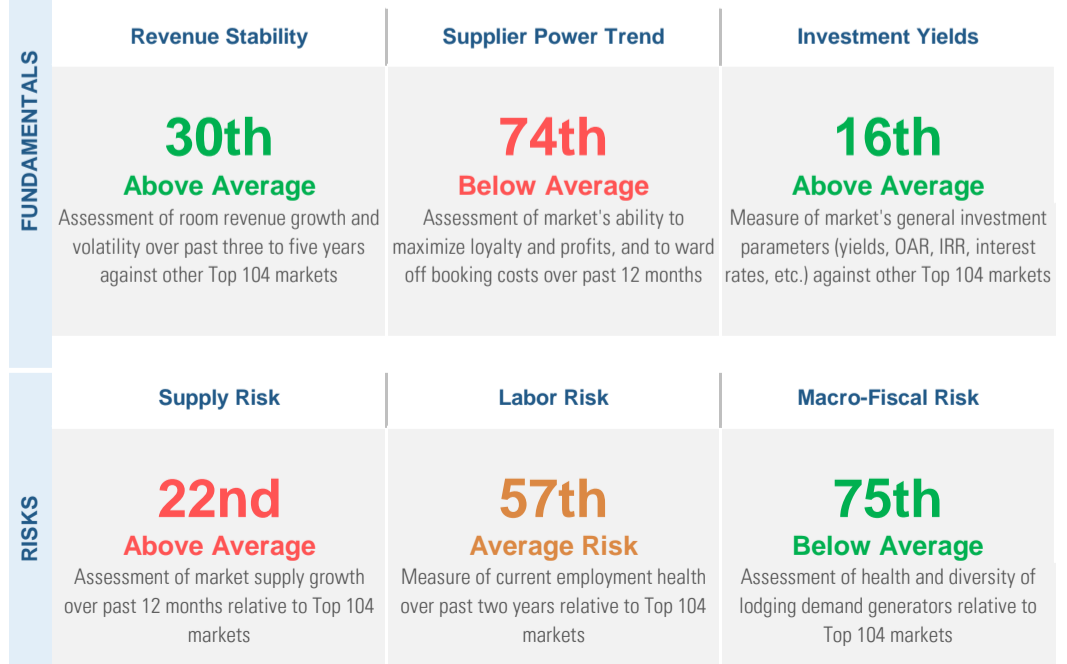 FUNDAMENTALS
Revenue Stability
30th
Above Average
Assessment of room revenue growth and
volatility over past three to five years
against other Top 104 markets
Supplier Power Trend
74th
Below Average
Assessment of market's ability to
maximize loyalty and profits, and to ward
off booking costs over past 12 months
Investment Yields
16th
Above Average
Measure of market's general investment
parameters (yields, OAR, IRR, interest
rates, etc.) against other Top 104 markets
RISKS
Supply Risk
22nd
Above Average
Assessment of market supply growth
over past 12 months relative to Top 104
markets
Labor Risk
57th
Average Risk
Measure of current employment health
over past two years relative to Top 104
markets
Macro-Fiscal Risk
75th
Below Average
Assessment of health and diversity of
lodging demand generators relative to
Top 104 markets